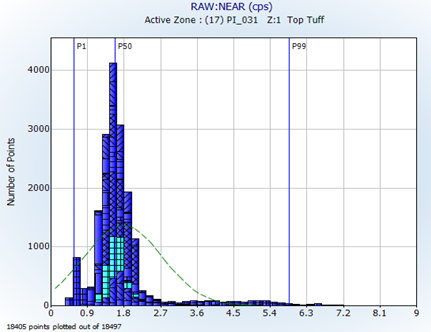 RAW:NEAR (cps)
Active Zone : (17) PI_031 Z:1 Top Tuff
P1 P50 P99
Number of Points
4000
3000
2000
1000
0
0 0.9 1.8 2.7 3.6 4.5 5.4 6.3 7.2 8.1 9
18405 points plotted out of 18497